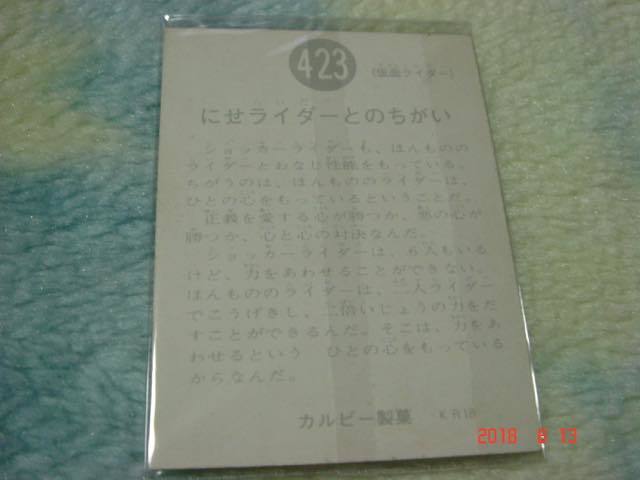 423
(仮面ライダー)
にせライダーとのちがい
ショッカーライダーも、ほんものの
ライダーとおなじ性能をもっている。
ちがうのは、ほんもののライダーは、
ひとの心をもっているということだ。
正義を愛する心が勝つか、悪の心が
勝つか、心と心の対決なんだ。
ショッカーライダーは、6人もいる
けど、力をあわせることができない。
ほんもののライダーは、二人ライダー
でこうげきし、二倍いじょうの力をだ
すことができるんだ。そこは、力をあ
わせるという ひとの心をもっている
からなんだ。
カルビー製菓 KR18
2018 8 13